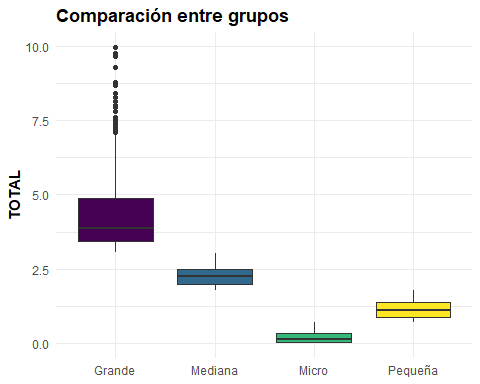 Comparación entre grupos
TOTAL
10.0
7.5
5.0
2.5
0.0
Grande Mediana Micro Pequeña